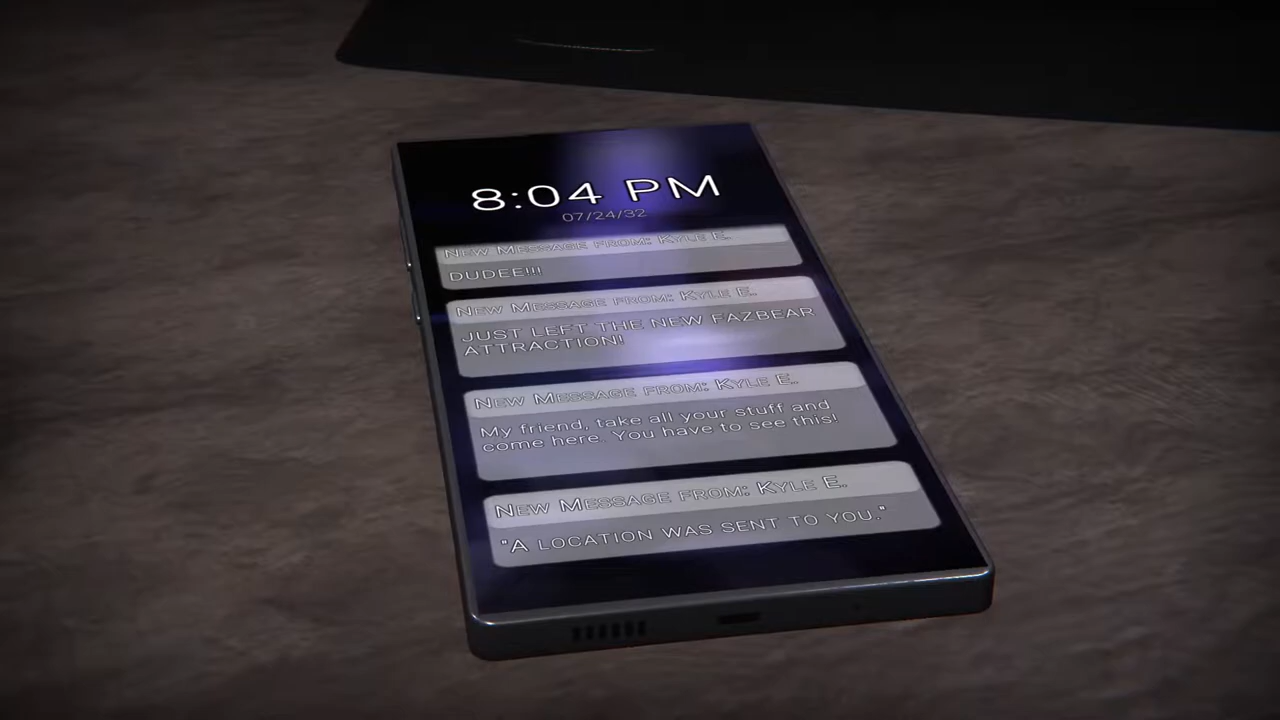 8:04 PM
07/24/32
New Message from: Kyle E.
DUDEE!!!
New Message from: Kyle E.
JUST LEFT THE NEW FAZBEAR
ATTRACTION!
New Message from: Kyle E.
My friend, take all your stuff and
come here. You have to see this!
New Message from: Kyle E.
"A LOCATION WAS SENT TO YOU."